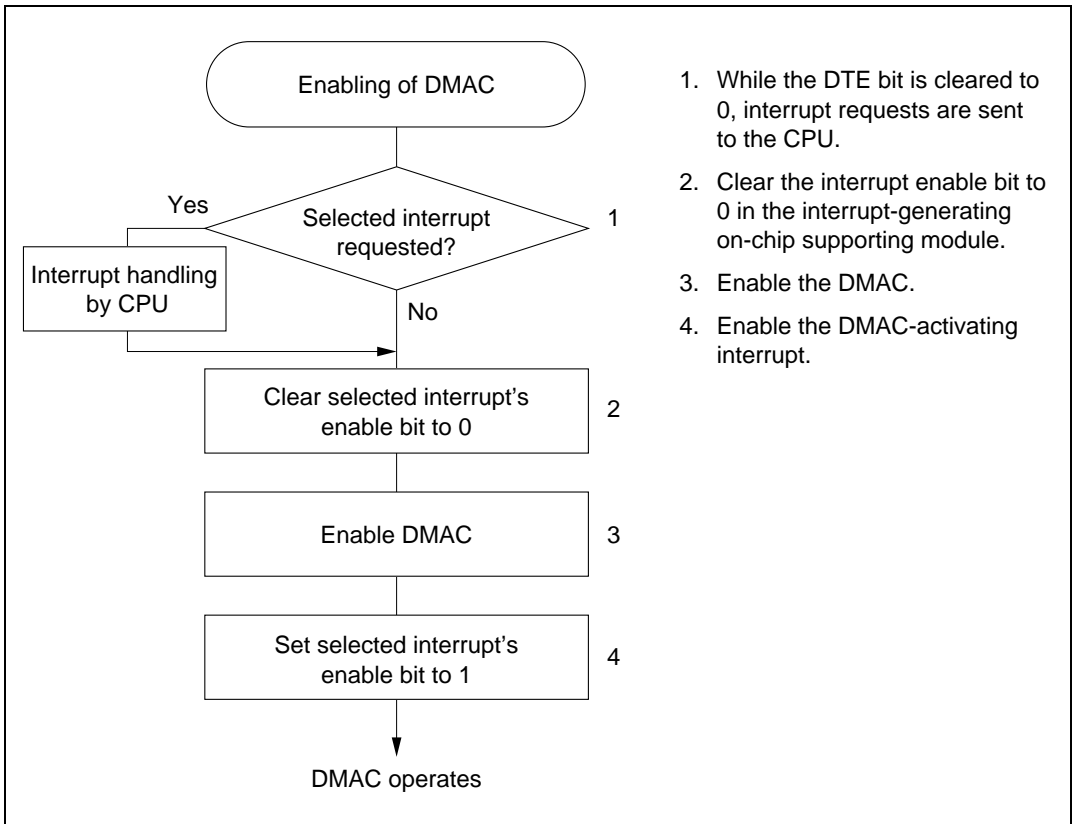 Enabling of DMAC
Selected interrupt
requested?
1
Yes
Interrupt handling
by CPU
No
Clear selected interrupt's
enable bit to 0
2
Enable DMAC
3
Set selected interrupt's
enable bit to 1
4
DMAC operates
1. While the DTE bit is cleared to
0, interrupt requests are sent
to the CPU.
2. Clear the interrupt enable bit to
0 in the interrupt-generating
on-chip supporting module.
3. Enable the DMAC.
4. Enable the DMAC-activating
interrupt.